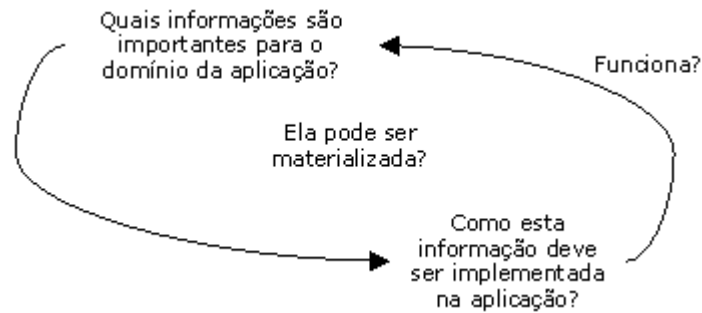 Quais informações são
importantes para o
domínio da aplicação?
Funciona?
Ela pode ser
materializada?
Como esta
informação deve
ser implementada
na aplicação?